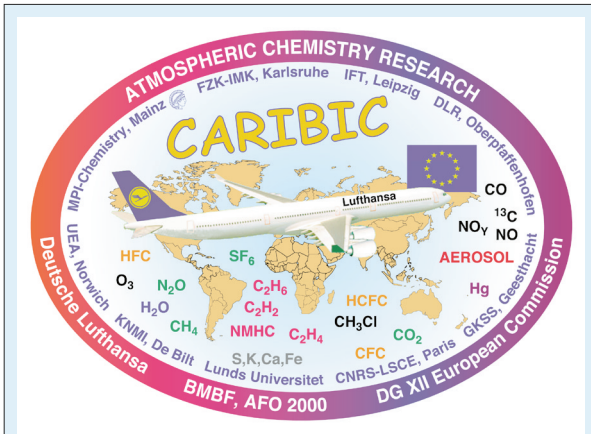 ATMOSPHERIC CHEMISTRY RESEARCH
MPI-Chemistry, Mainz
FZK-IMK, Karlsruhe
IFT, Leipzig
DLR, Oberpfaffenhofen
CARIBIC
Lufthansa
CO
¹³C
NOY
NO
HFC
SF₆
AEROSOL
O₃
N₂O
C₂H₆
Hg
H₂O
C₂H₂
HCFC
CH₄
NMHC
C₂H₄
CH₃Cl
CO₂
S,K,Ca,Fe
CFC
UEA, Norwich
KNMI, De Bilt
Lunds Universitet
CNRS-LSCE, Paris
GKSS, Geesthacht
Deutsche Lufthansa
BMBF, AFO 2000
DG XII European Commission